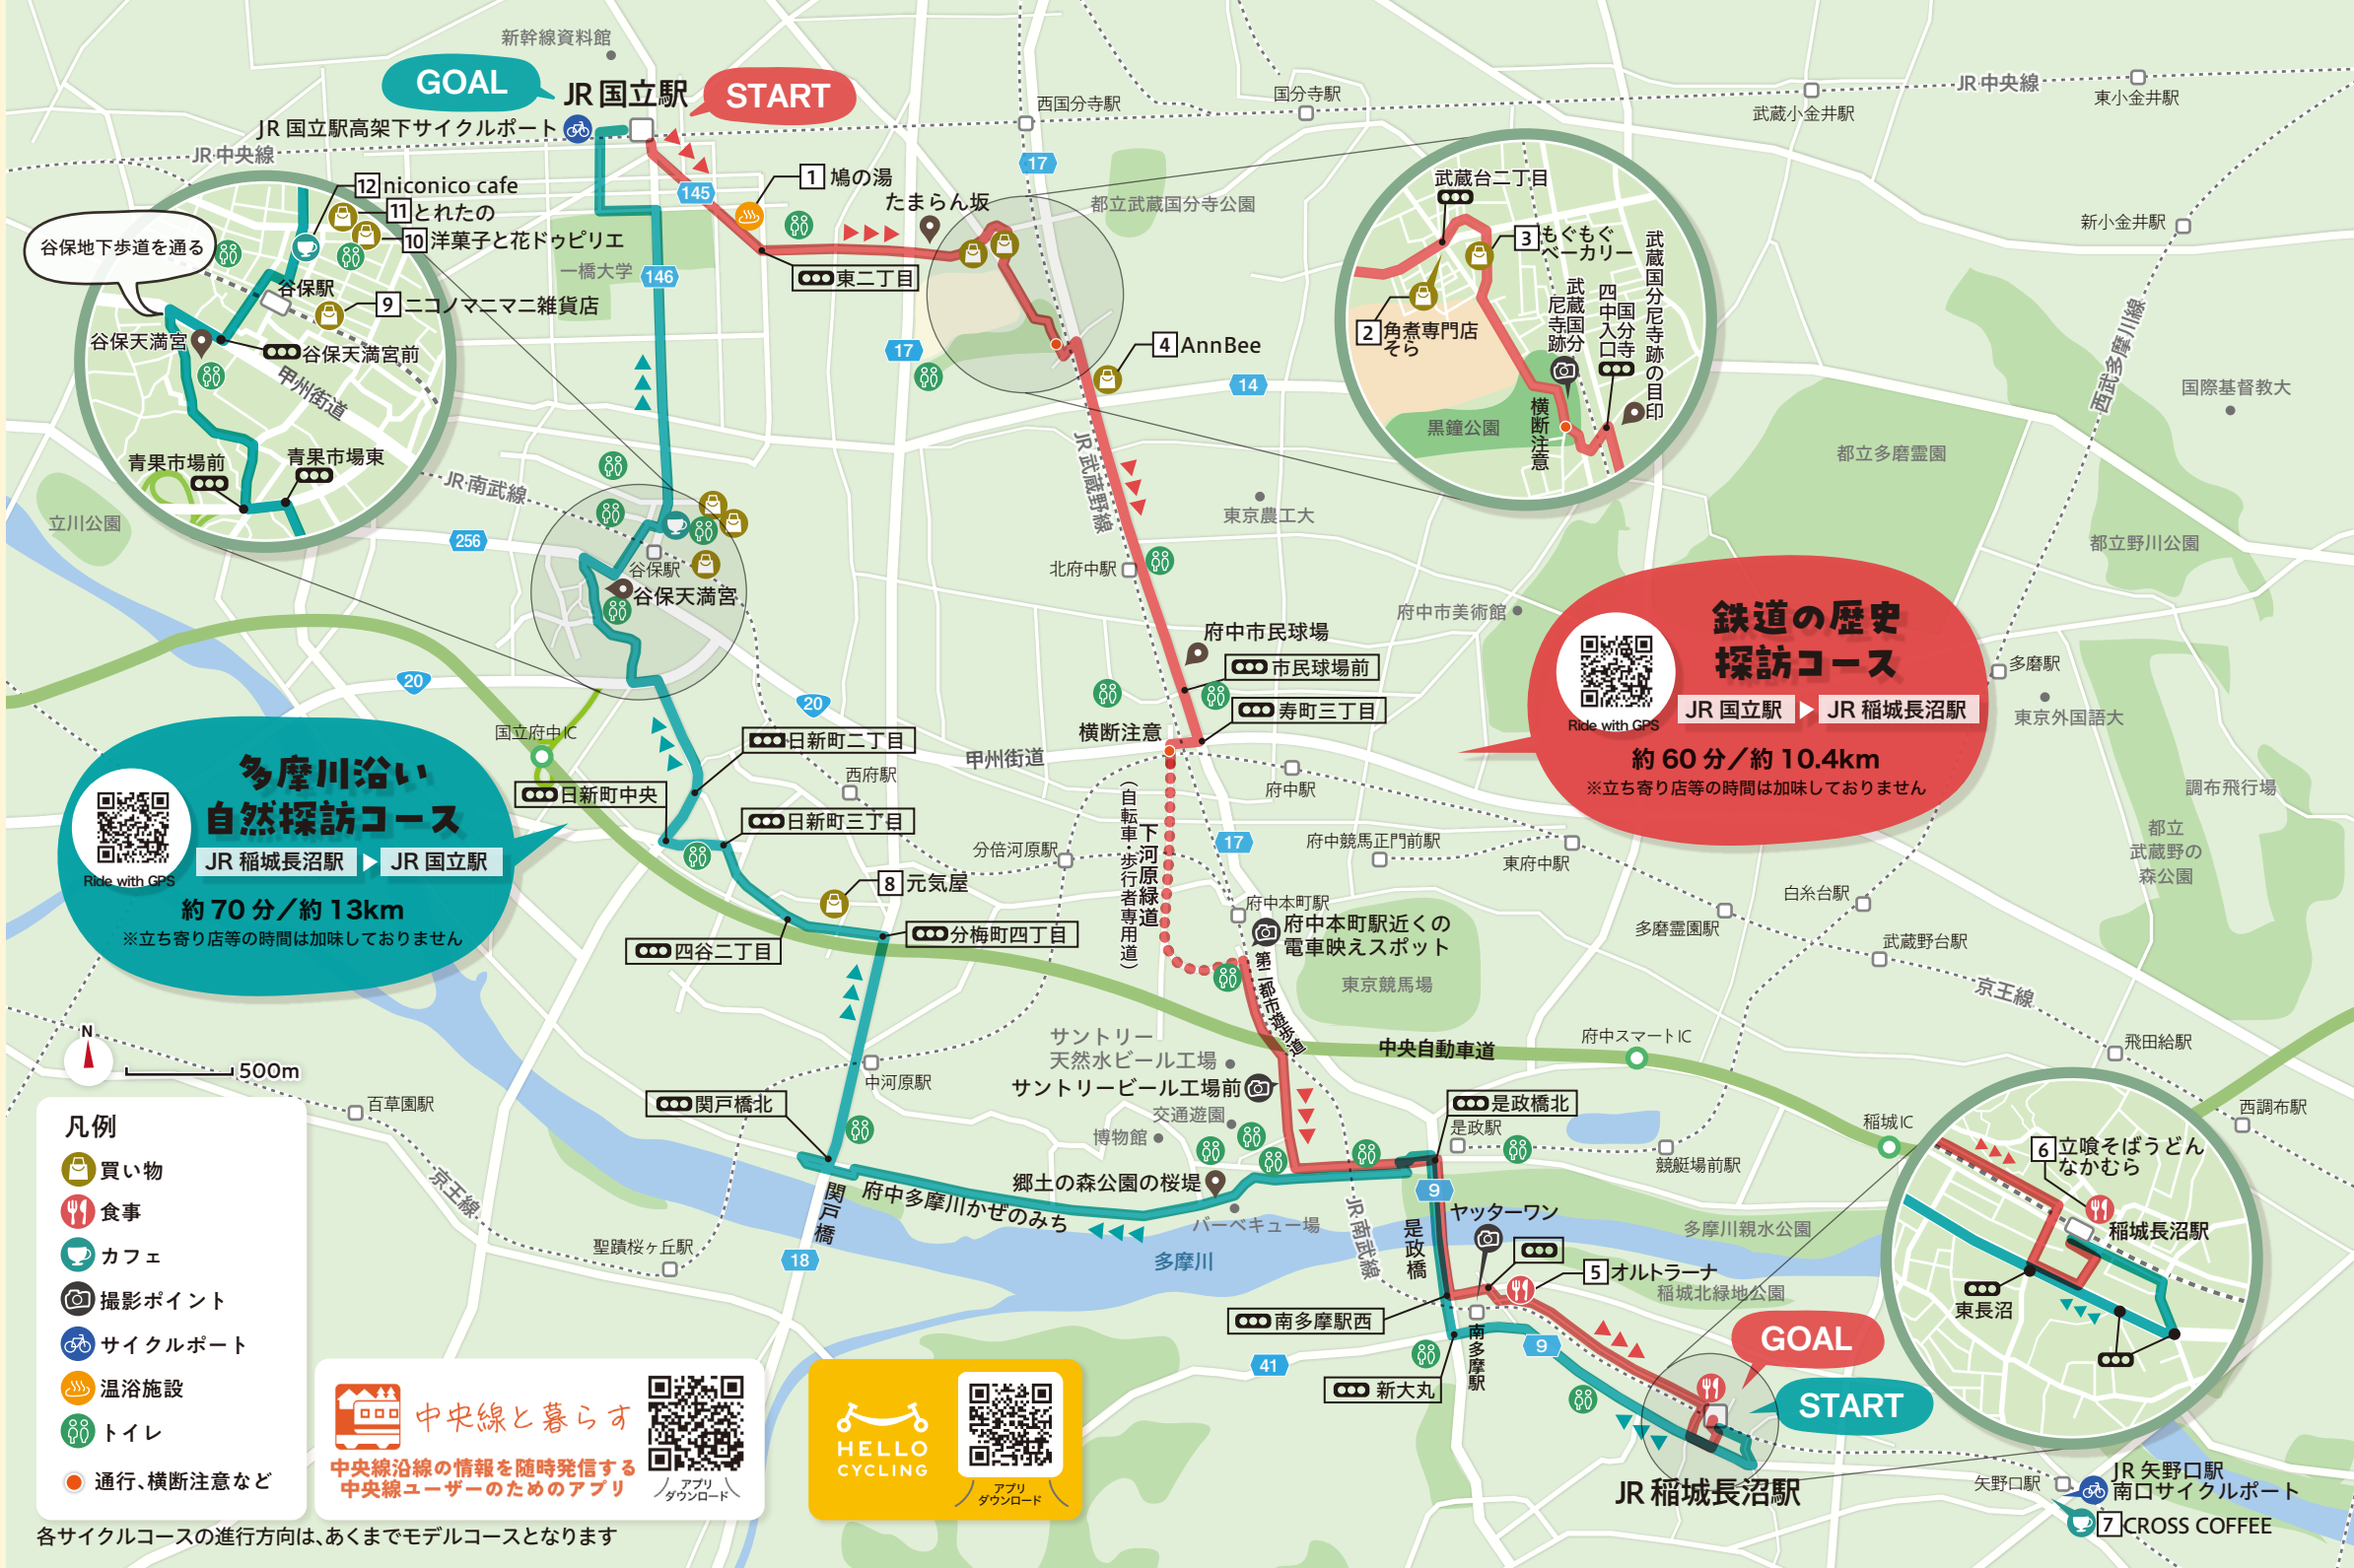 新幹線資料館
GOAL
JR 国立駅
START
JR 国立駅高架下サイクルポート
JR 中央線
西国分寺駅
国分寺駅
武蔵小金井駅
JR 中央線
東小金井駅
新小金井駅
西武多摩川線
17
145
1 鳩の湯
たまらん坂
都立武蔵国分寺公園
東二丁目
一橋大学
146
17
4 AnnBee
14
12 niconico cafe
11 とれたの
10 洋菓子と花ドゥピリエ
谷保地下歩道を通る
谷保駅
9 ニコノマニマニ雑貨店
谷保天満宮
谷保天満宮前
甲州街道
青果市場前
青果市場東
立川公園
武蔵台二丁目
3 もぐもぐ
ベーカリー
2 角煮専門店
そら
武蔵国分
尼寺跡
国分寺
四中入口
武蔵国分尼寺跡の目印
黒鐘公園
横断注意
国際基督教大
都立多磨霊園
都立野川公園
JR 南武線
256
JR 武蔵野線
東京農工大
北府中駅
府中市美術館
谷保駅
谷保天満宮
府中市民球場
市民球場前
寿町三丁目
横断注意
甲州街道
20
20
国立府中IC
多摩川沿い
自然探訪コース
Ride with GPS
JR 稲城長沼駅 ▶ JR 国立駅
約 70 分／約 13km
※立ち寄り店等の時間は加味しておりません
鉄道の歴史
探訪コース
Ride with GPS
JR 国立駅 ▶ JR 稲城長沼駅
約 60 分／約 10.4km
※立ち寄り店等の時間は加味しておりません
多磨駅
東京外国語大
調布飛行場
都立
武蔵野の
森公園
日新町二丁目
日新町中央
日新町三丁目
西府駅
府中駅
分倍河原駅
下河原緑道
（自転車・歩行者専用道）
17
府中競馬正門前駅
東府中駅
白糸台駅
多磨霊園駅
武蔵野台駅
京王線
飛田給駅
西調布駅
8 元気屋
四谷二丁目
分梅町四丁目
府中本町駅
府中本町駅近くの
電車映えスポット
第二都市遊歩道
東京競馬場
中央自動車道
府中スマートIC
稲城IC
サントリー
天然水ビール工場
サントリービール工場前
交通遊園
博物館
郷土の森公園の桜堤
バーベキュー場
中河原駅
関戸橋北
関戸橋
府中多摩川かぜのみち
18
多摩川
JR 南武線
是政橋北
是政駅
競艇場前駅
9
是政橋
ヤッターワン
5 オルトラーナ
多摩川親水公園
稲城北緑地公園
南多摩駅西
南多摩駅
新大丸
9
41
GOAL
START
JR 稲城長沼駅
6 立喰そばうどん
なかむら
稲城長沼駅
東長沼
矢野口駅
JR 矢野口駅
南口サイクルポート
7 CROSS COFFEE
N
500m
百草園駅
京王線
聖蹟桜ヶ丘駅
凡例
買い物
食事
カフェ
撮影ポイント
サイクルポート
温浴施設
トイレ
通行、横断注意など
中央線と暮らす
中央線沿線の情報を随時発信する
中央線ユーザーのためのアプリ
アプリ
ダウンロード
HELLO
CYCLING
アプリ
ダウンロード
各サイクルコースの進行方向は、あくまでモデルコースとなります